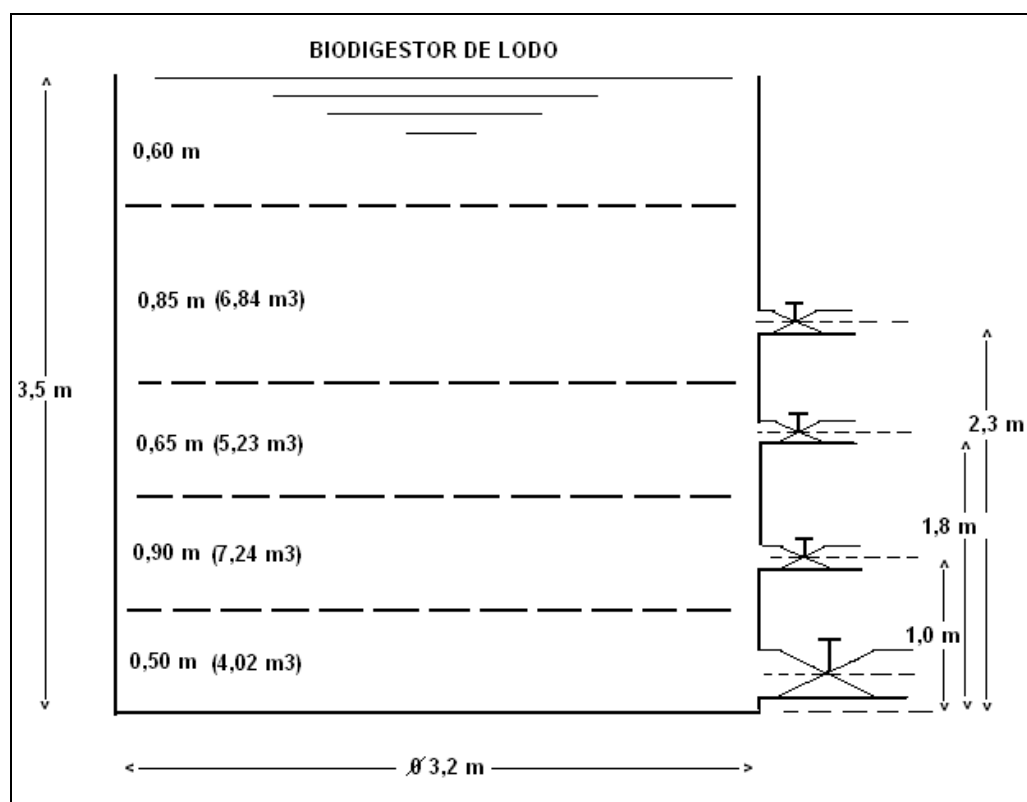 BIODIGESTOR DE LODO
0,60 m
0,85 m (6,84 m3)
3,5 m
2,3 m
0,65 m (5,23 m3)
1,8 m
0,90 m (7,24 m3)
1,0 m
0,50 m (4,02 m3)
Ø 3,2 m